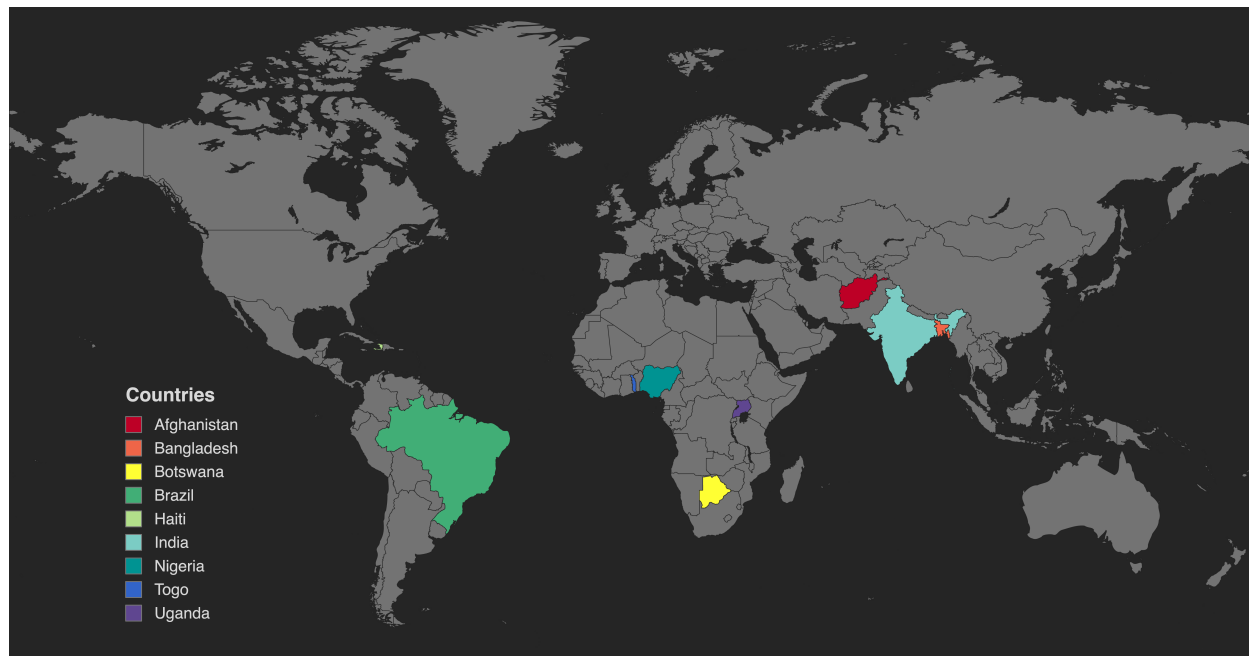 Countries
Afghanistan
Bangladesh
Botswana
Brazil
Haiti
India
Nigeria
Togo
Uganda